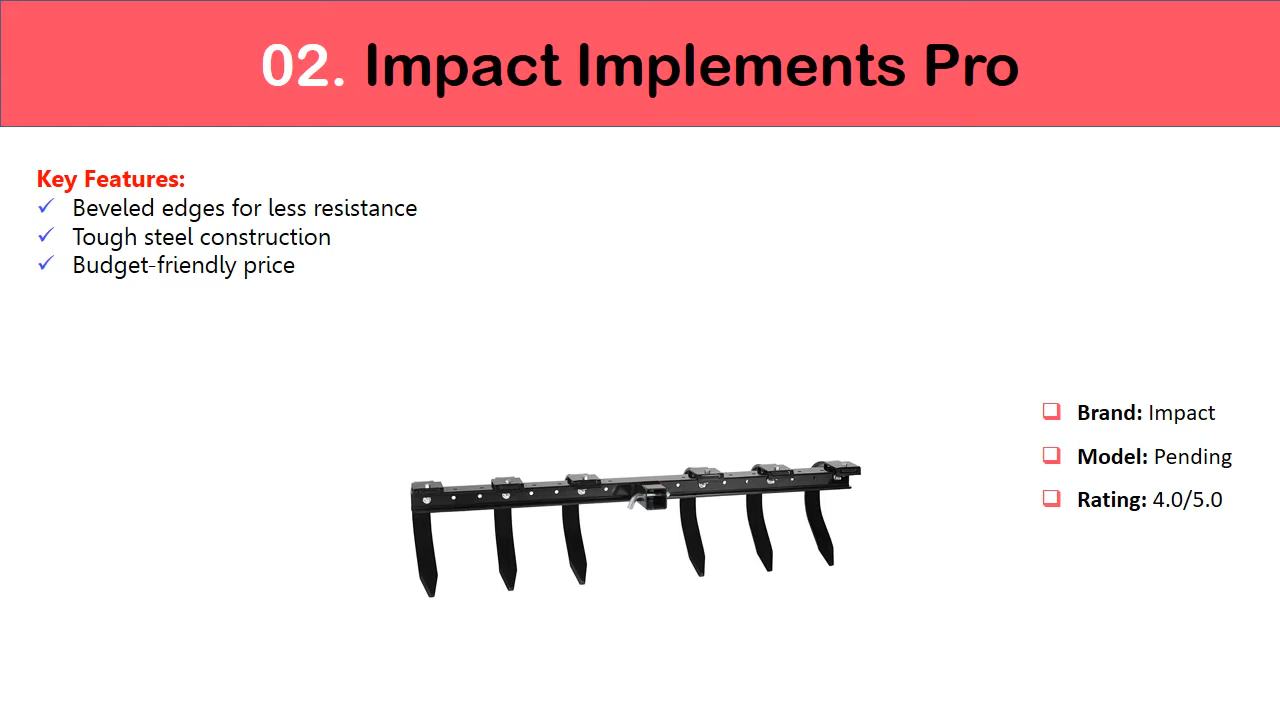 02. Impact Implements Pro
Key Features:
Beveled edges for less resistance
Tough steel construction
Budget-friendly price
Brand: Impact
Model: Pending
Rating: 4.0/5.0